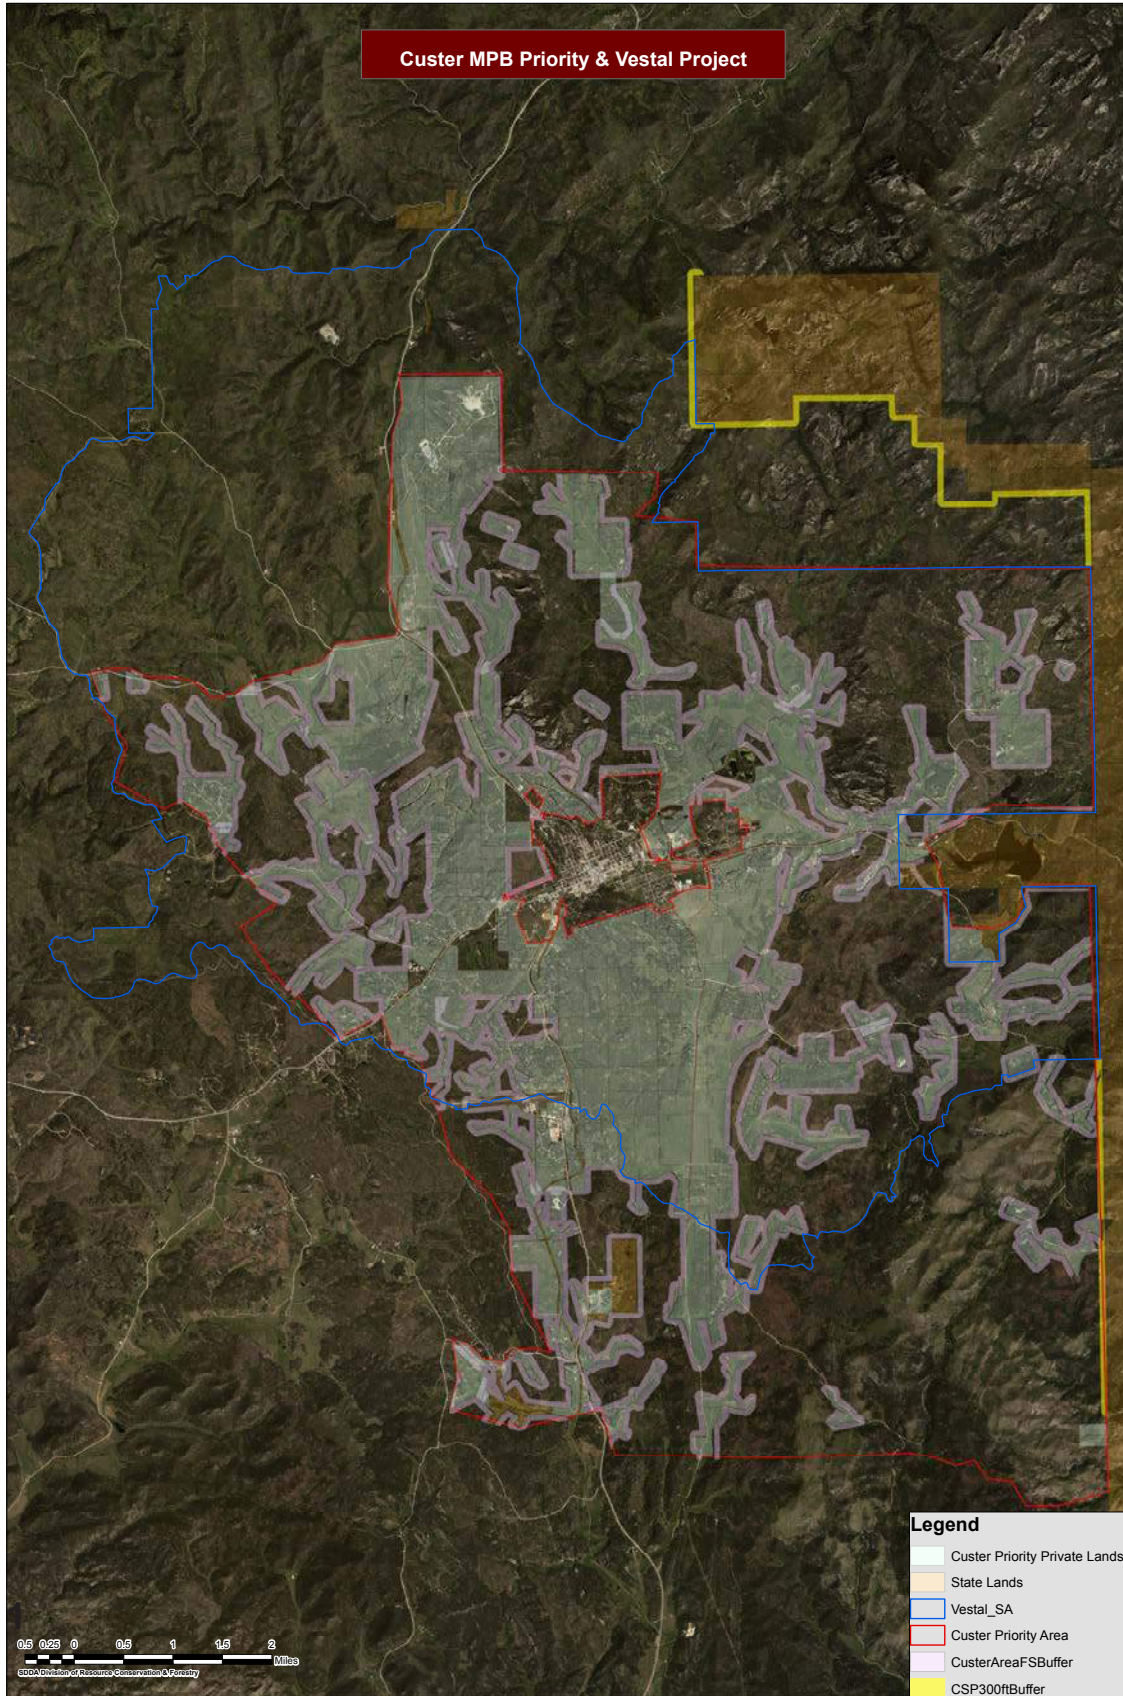 Custer MPB Priority & Vestal Project
Legend
Custer Priority Private Lands
State Lands
Vestal_SA
Custer Priority Area
CusterAreaFSBuffer
CSP300ftBuffer
0.5 0.25 0 0.5 1 1.5 2
Miles
SDDA Division of Resource Conservation & Forestry